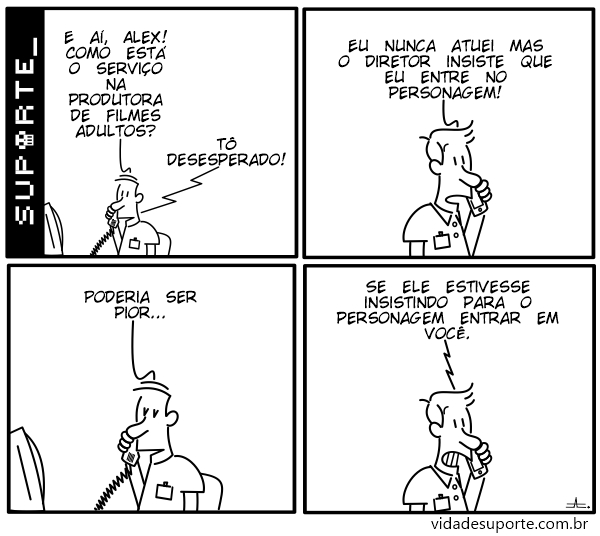 SUPORTE_
E AÍ, ALEX!
COMO ESTÁ
O SERVIÇO
NA
PRODUTORA
DE FILMES
ADULTOS?
TÔ
DESESPERADO!
EU NUNCA ATUEI MAS
O DIRETOR INSISTE QUE
EU ENTRE NO
PERSONAGEM!
PODERIA SER
PIOR...
SE ELE ESTIVESSE
INSISTINDO PARA O
PERSONAGEM ENTRAR EM
VOCÊ.
vidadesuporte.com.br